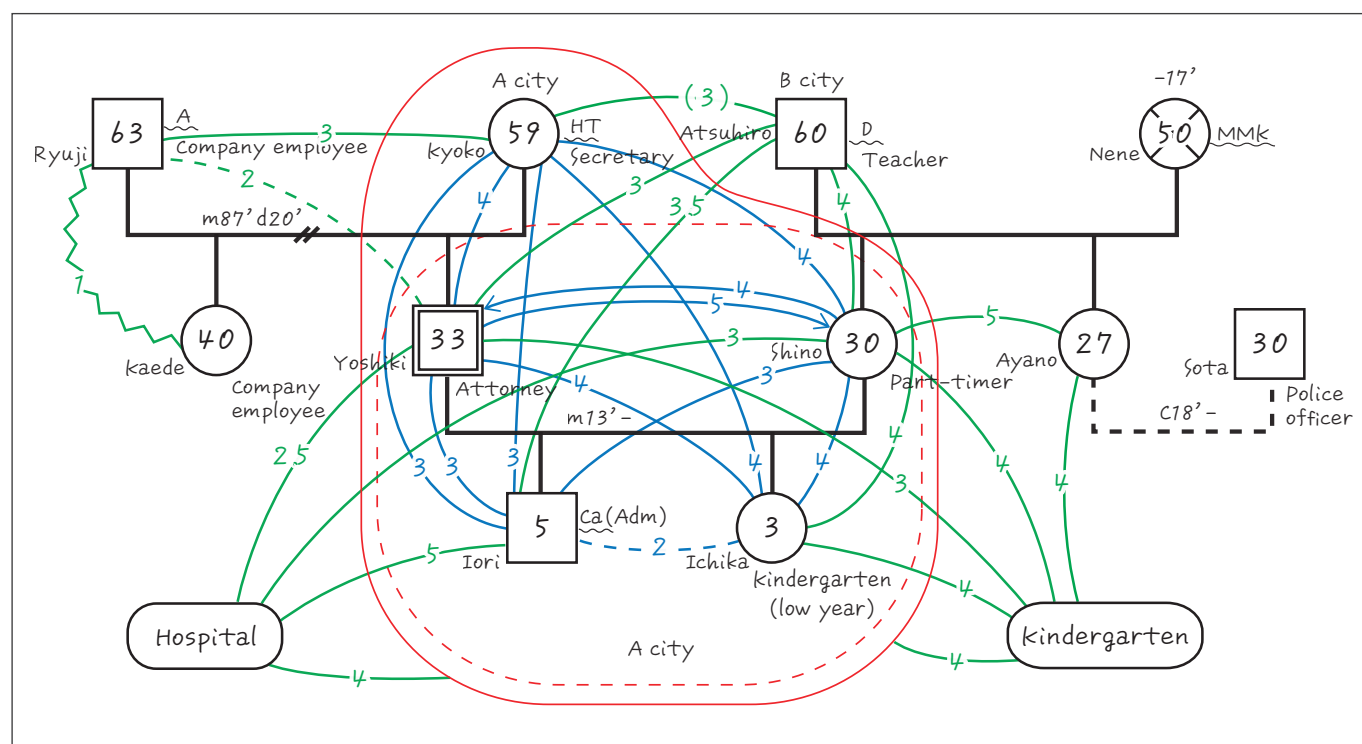 A city
B city
-17'
63
A
59
HT
(3)
60
D
50
MMK
Ryuji
Company employee
3
Kyoko
Secretary
Atsuhiro
Teacher
Nene
2
4
3
3,5
4
m87'd20'
4
1
4
5
5
40
33
3
30
27
30
Kaede
Yoshiki
Shino
Ayano
Sota
Company
employee
Attorney
4
3
Part-timer
Police
officer
m13'-
C18'-
2,5
3
3
3
4
4
4
4
3
4
5
Ca(Adm)
3
5
2
Iori
Ichika
Kindergarten
(low year)
4
Hospital
A city
Kindergarten
4
4